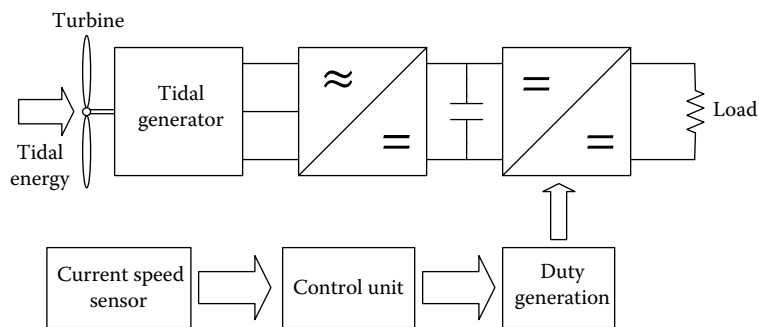 Turbine
Tidal
generator
≈
=
=
=
Load
Tidal
energy
Current speed
sensor
Control unit
Duty
generation